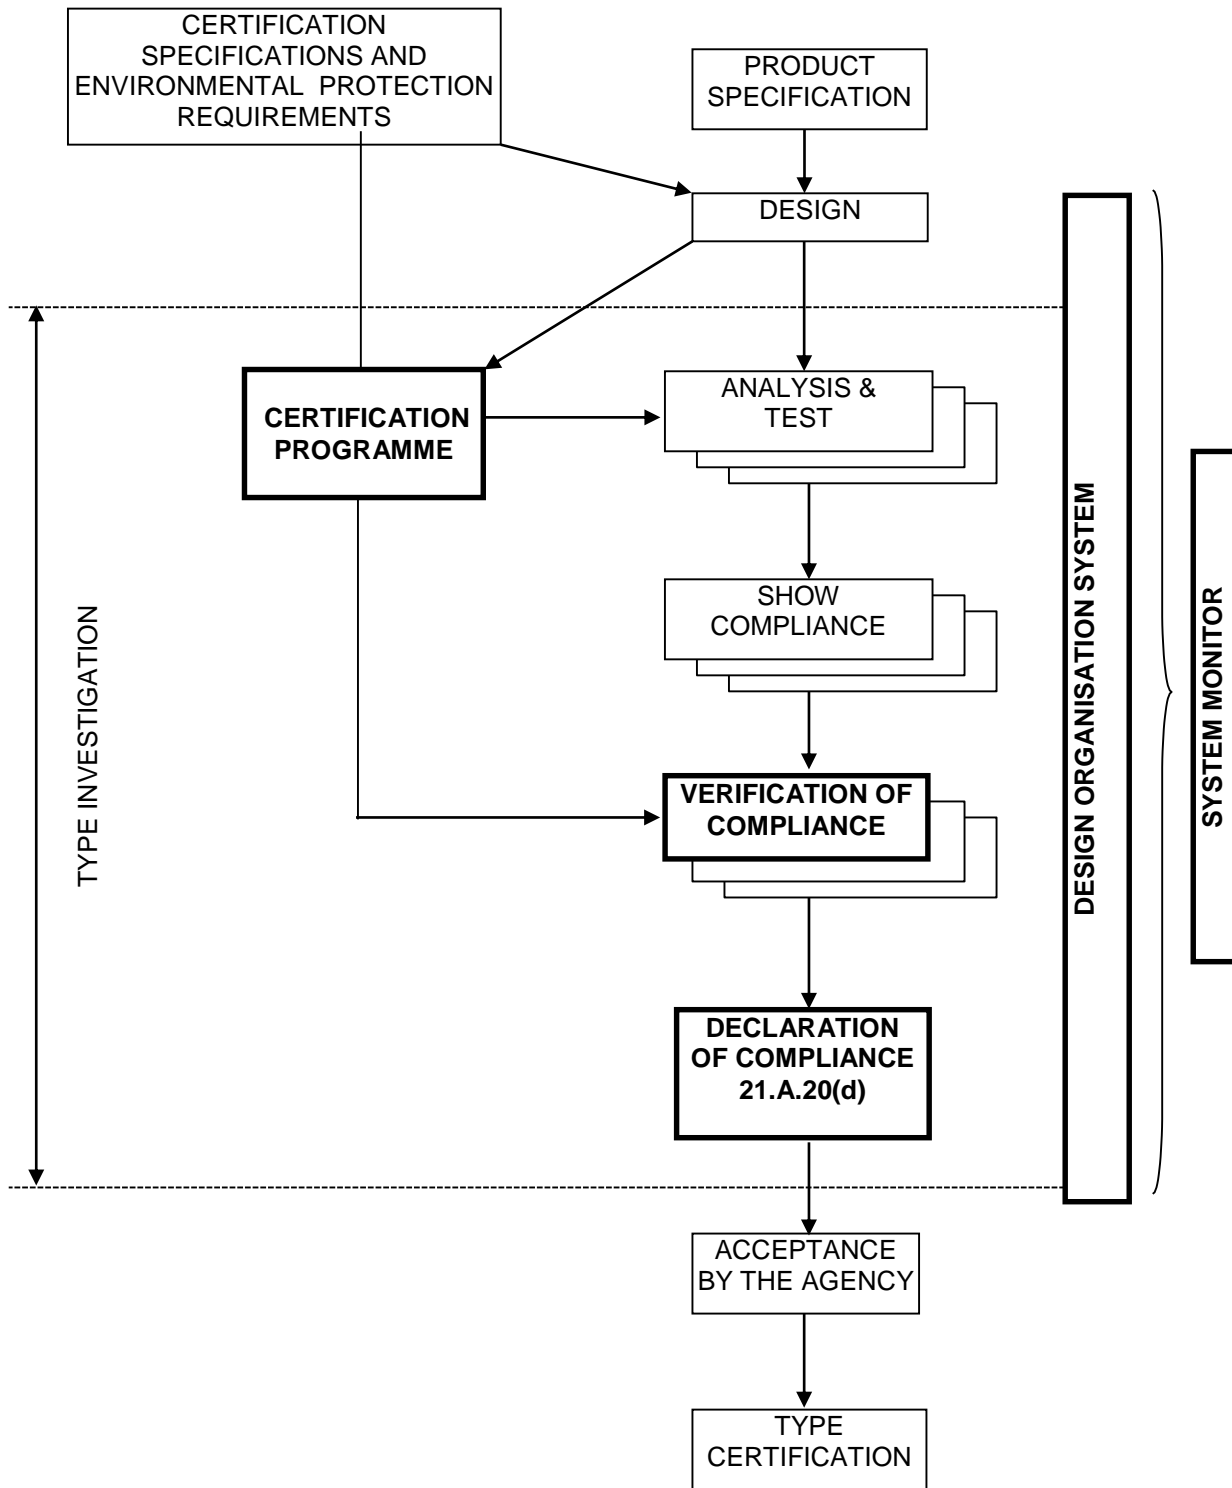 CERTIFICATION
SPECIFICATIONS AND
ENVIRONMENTAL PROTECTION
REQUIREMENTS
PRODUCT
SPECIFICATION
DESIGN
CERTIFICATION
PROGRAMME
ANALYSIS &
TEST
SHOW
COMPLIANCE
VERIFICATION OF
COMPLIANCE
DECLARATION
OF COMPLIANCE
21.A.20(d)
ACCEPTANCE
BY THE AGENCY
TYPE
CERTIFICATION
TYPE INVESTIGATION
DESIGN ORGANISATION SYSTEM
SYSTEM MONITOR